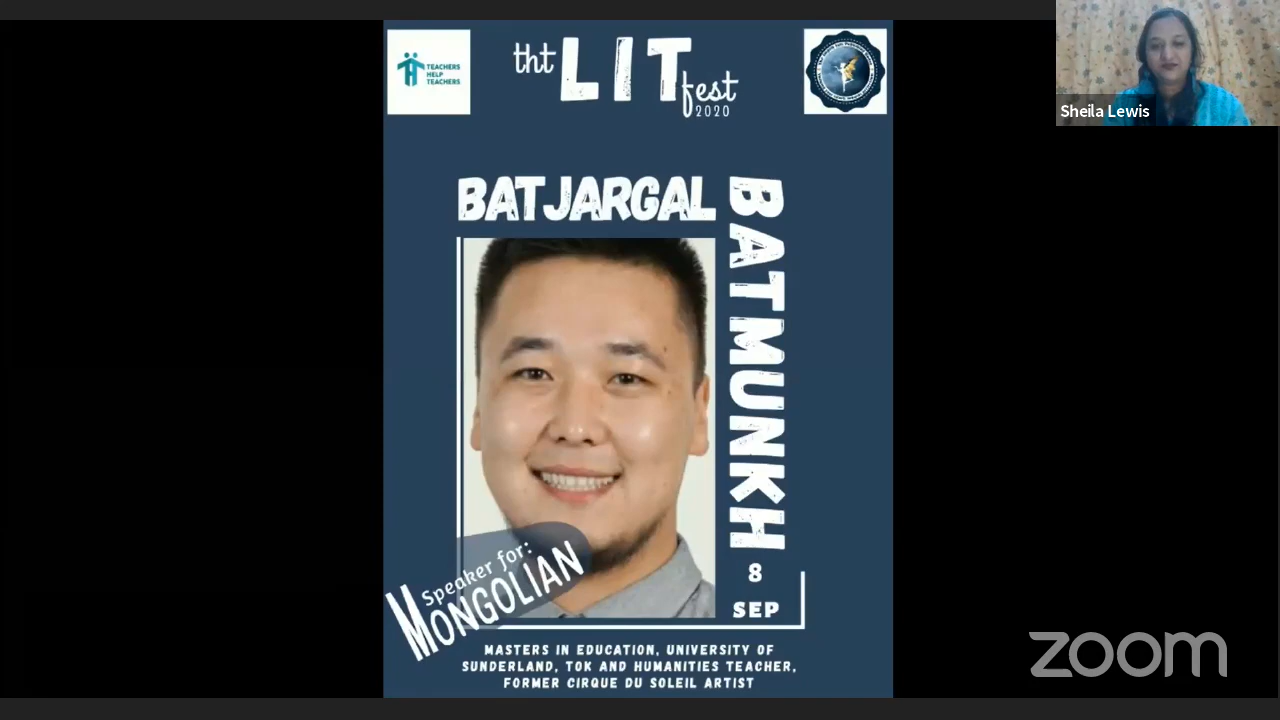 TEACHERS
HELP
TEACHERS
tht LIT fest
2020
BATJARGAL
BATMUNKH
Speaker for:
MONGOLIAN
8
SEP
MASTERS IN EDUCATION, UNIVERSITY OF
SUNDERLAND, TOK AND HUMANITIES TEACHER,
FORMER CIRQUE DU SOLEIL ARTIST
Sheila Lewis
zoom